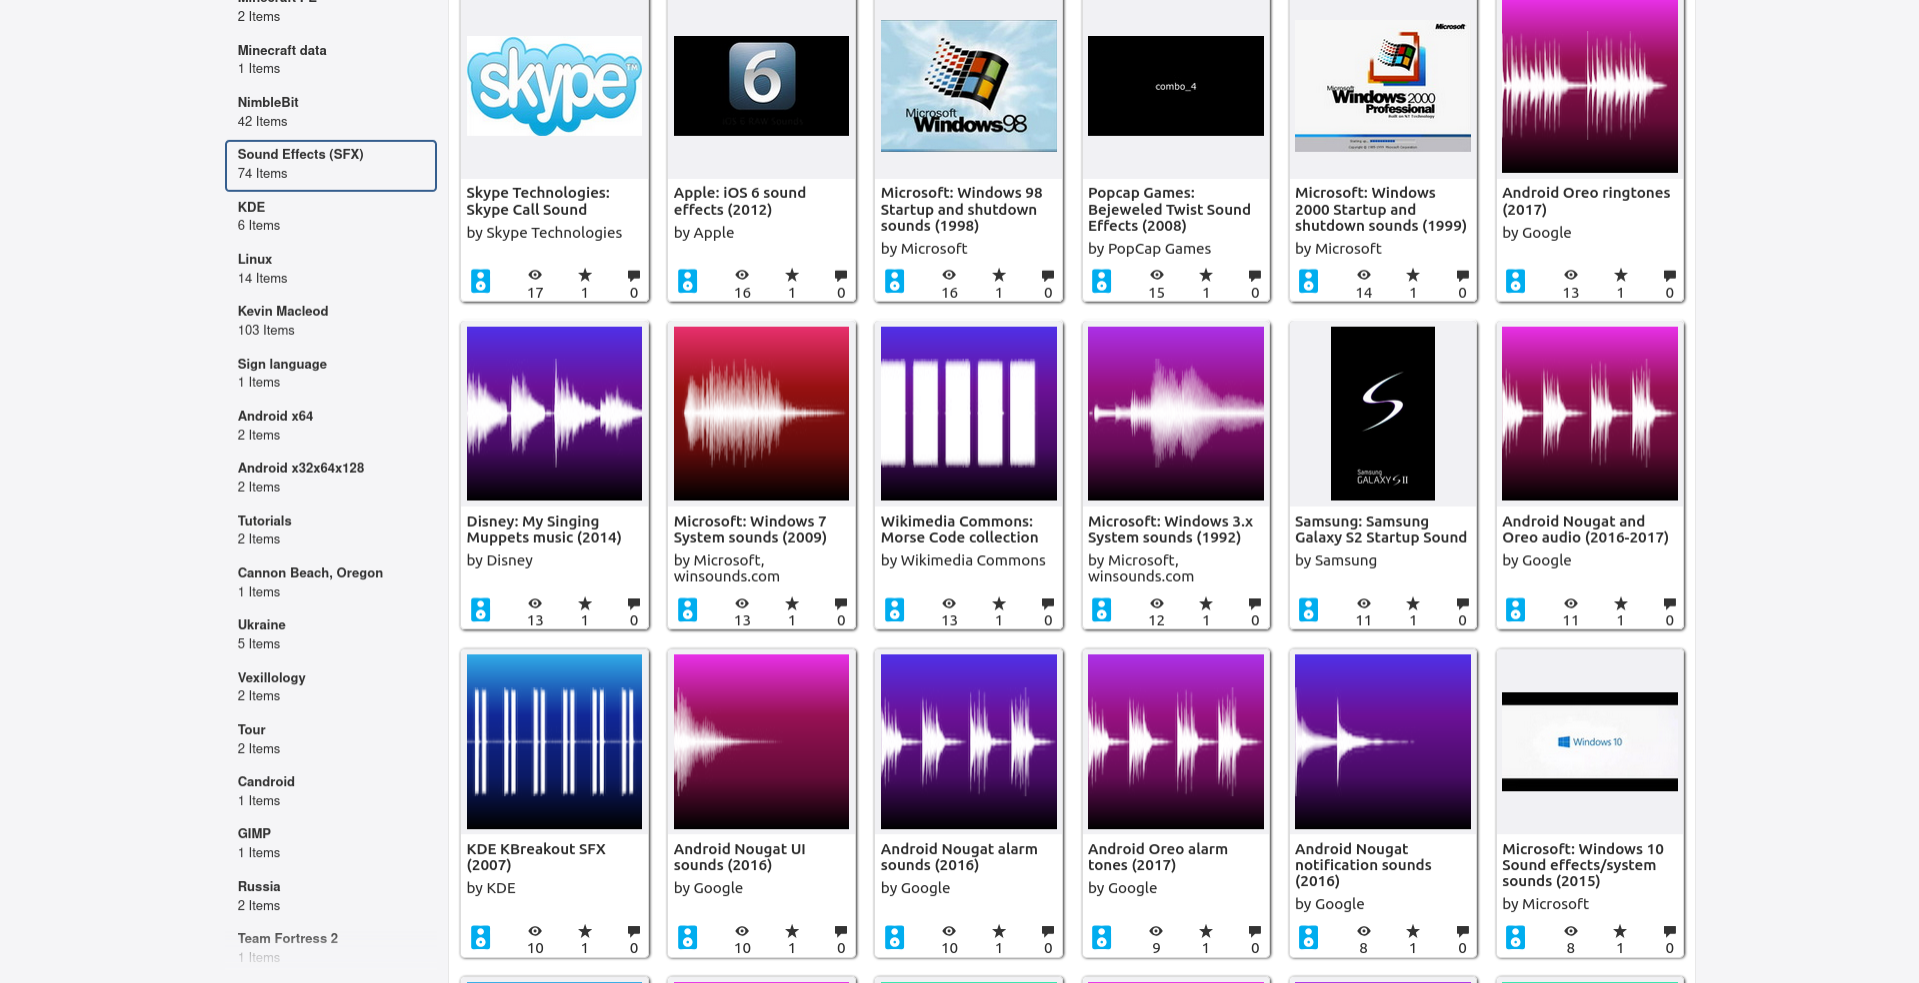 2 Items
Minecraft data
1 Items
NimbleBit
42 Items
Sound Effects (SFX)
74 Items
KDE
6 Items
Linux
14 Items
Kevin Macleod
103 Items
Sign language
1 Items
Android x64
2 Items
Android x32x64x128
2 Items
Tutorials
2 Items
Cannon Beach, Oregon
1 Items
Ukraine
5 Items
Vexillology
2 Items
Tour
2 Items
Candroid
1 Items
GIMP
1 Items
Russia
2 Items
Team Fortress 2
1 Items
skype™
Skype Technologies:
Skype Call Sound
by Skype Technologies
17 1 0
6
iOS 6 RAW Sounds
Apple: iOS 6 sound
effects (2012)
by Apple
16 1 0
Microsoft
Windows98
Microsoft: Windows 98
Startup and shutdown
sounds (1998)
by Microsoft
16 1 0
combo_4
Popcap Games:
Bejeweled Twist Sound
Effects (2008)
by PopCap Games
15 1 0
Microsoft
Microsoft
Windows 2000
Professional
Built on NT Technology
Microsoft: Windows
2000 Startup and
shutdown sounds (1999)
by Microsoft
14 1 0
Android Oreo ringtones
(2017)
by Google
13 1 0
Disney: My Singing
Muppets music (2014)
by Disney
13 1 0
Microsoft: Windows 7
System sounds (2009)
by Microsoft,
winsounds.com
13 1 0
Wikimedia Commons:
Morse Code collection
by Wikimedia Commons
13 1 0
Microsoft: Windows 3.x
System sounds (1992)
by Microsoft,
winsounds.com
12 1 0
S
Samsung
GALAXY S II
Samsung: Samsung
Galaxy S2 Startup Sound
by Samsung
11 1 0
Android Nougat and
Oreo audio (2016-2017)
by Google
11 1 0
KDE KBreakout SFX
(2007)
by KDE
10 1 0
Android Nougat UI
sounds (2016)
by Google
10 1 0
Android Nougat alarm
sounds (2016)
by Google
10 1 0
Android Oreo alarm
tones (2017)
by Google
9 1 0
Android Nougat
notification sounds
(2016)
by Google
8 1 0
Windows 10
Microsoft: Windows 10
Sound effects/system
sounds (2015)
by Microsoft
8 1 0